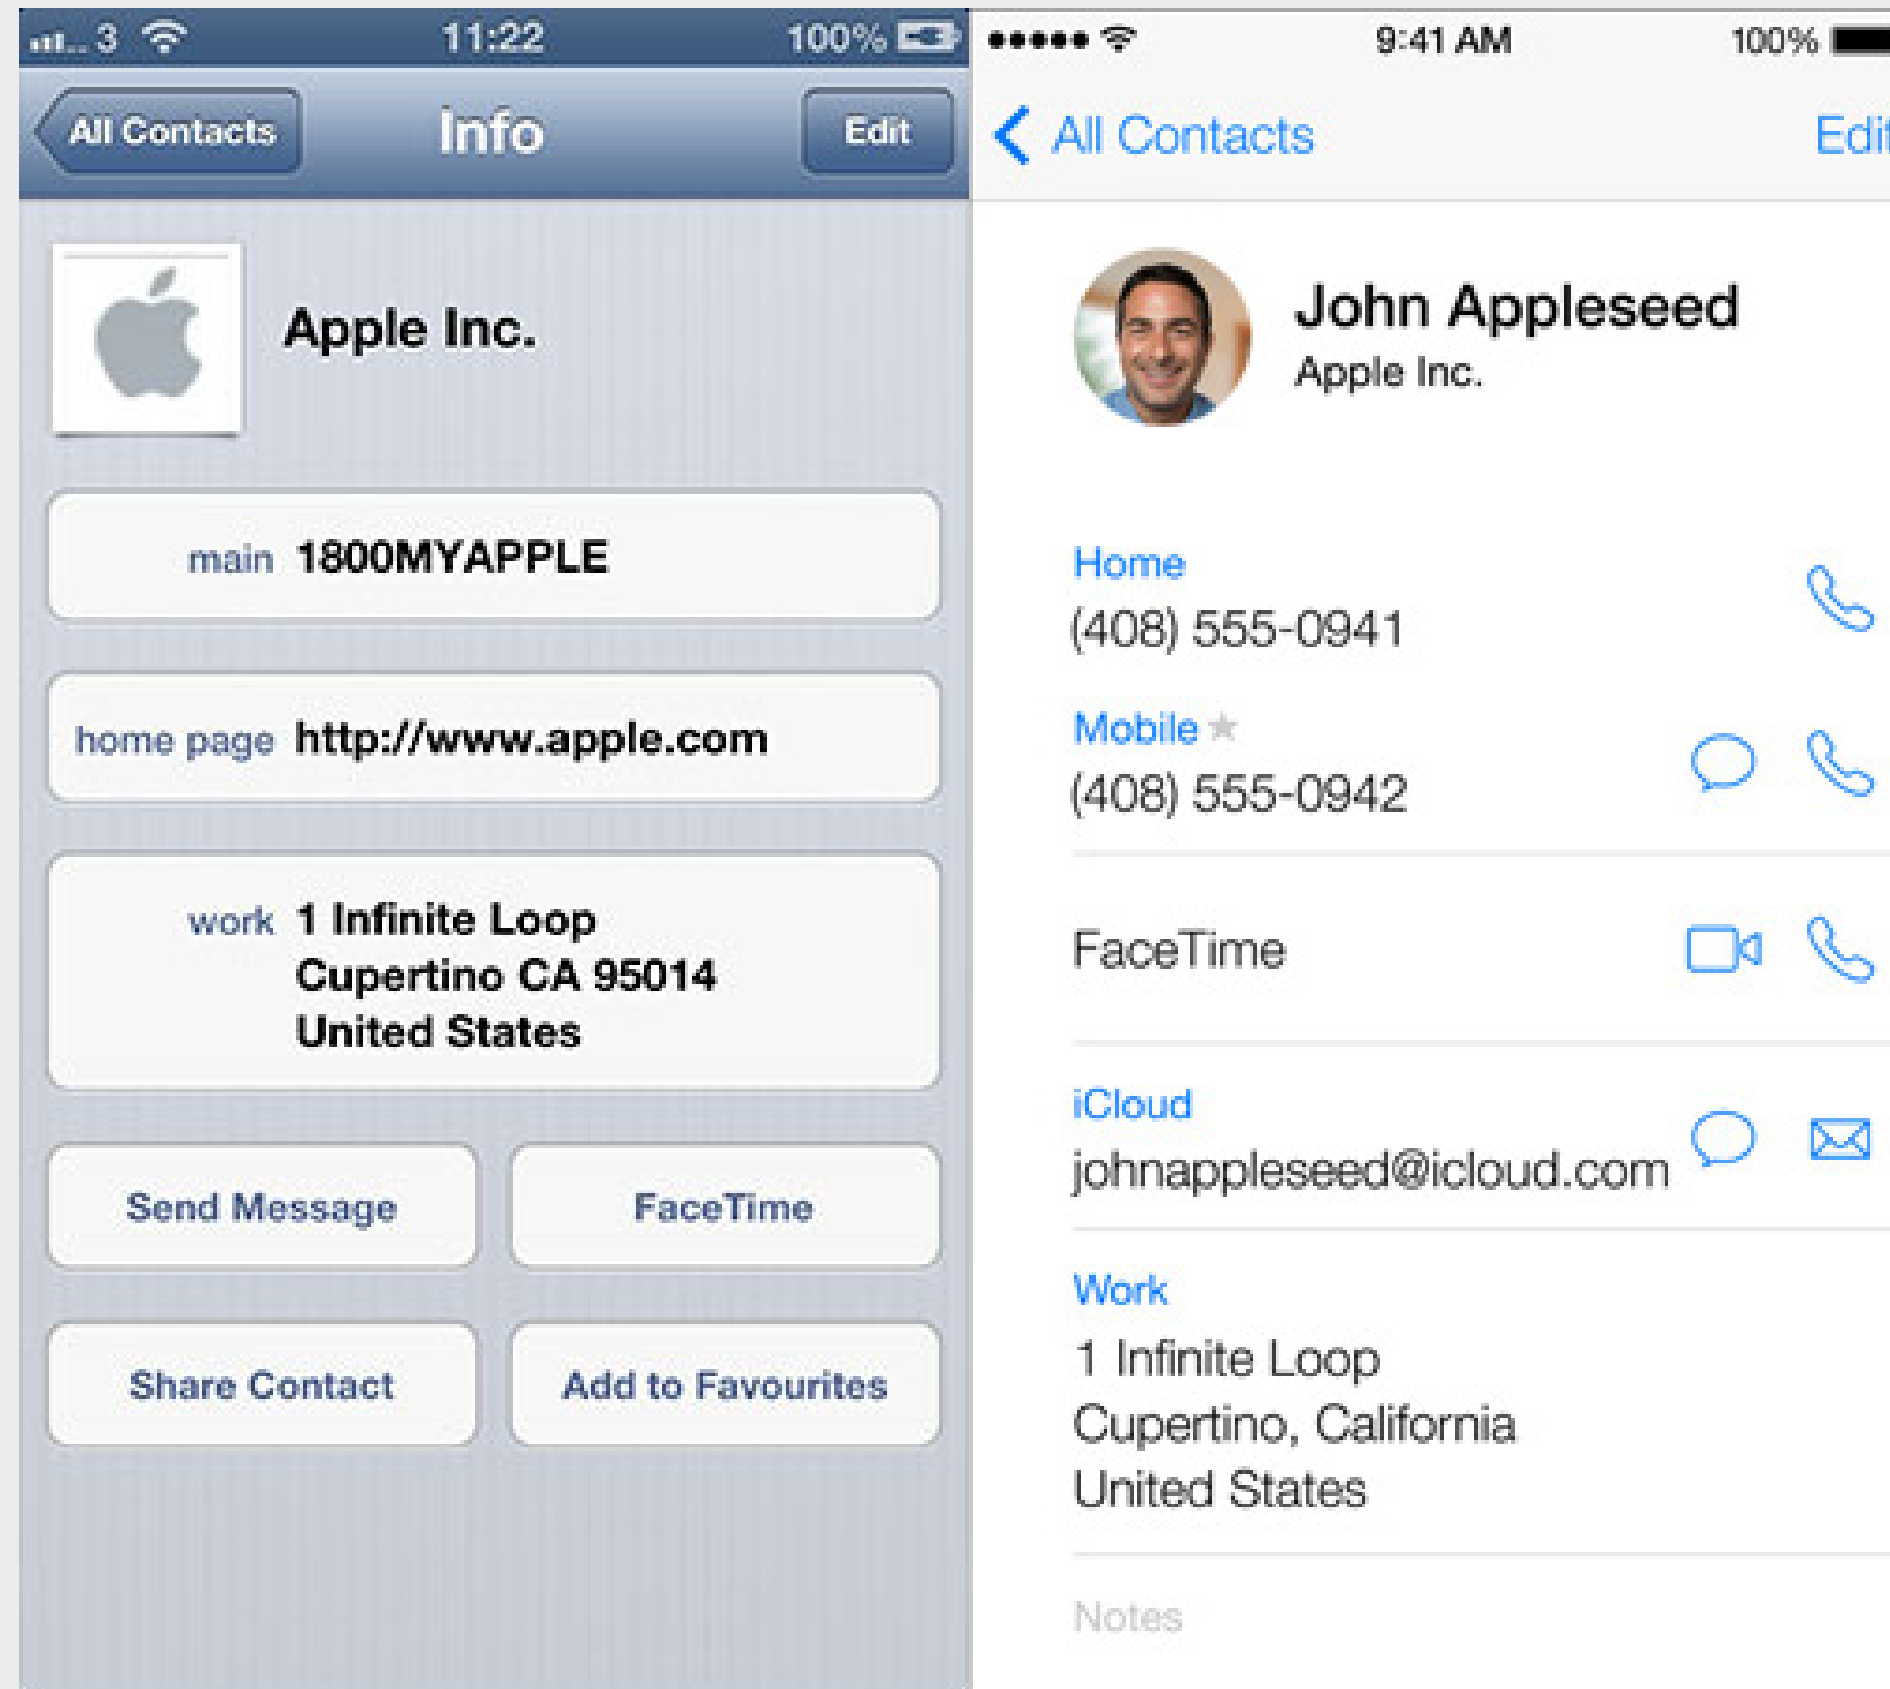 3 11:22 100%
All Contacts Info Edit
Apple Inc.
main 1800MYAPPLE
home page http://www.apple.com
work 1 Infinite Loop
Cupertino CA 95014
United States
Send Message FaceTime
Share Contact Add to Favourites
9:41 AM 100%
All Contacts Edit
John Appleseed
Apple Inc.
Home
(408) 555-0941
Mobile
(408) 555-0942
FaceTime
iCloud
johnappleseed@icloud.com
Work
1 Infinite Loop
Cupertino, California
United States
Notes